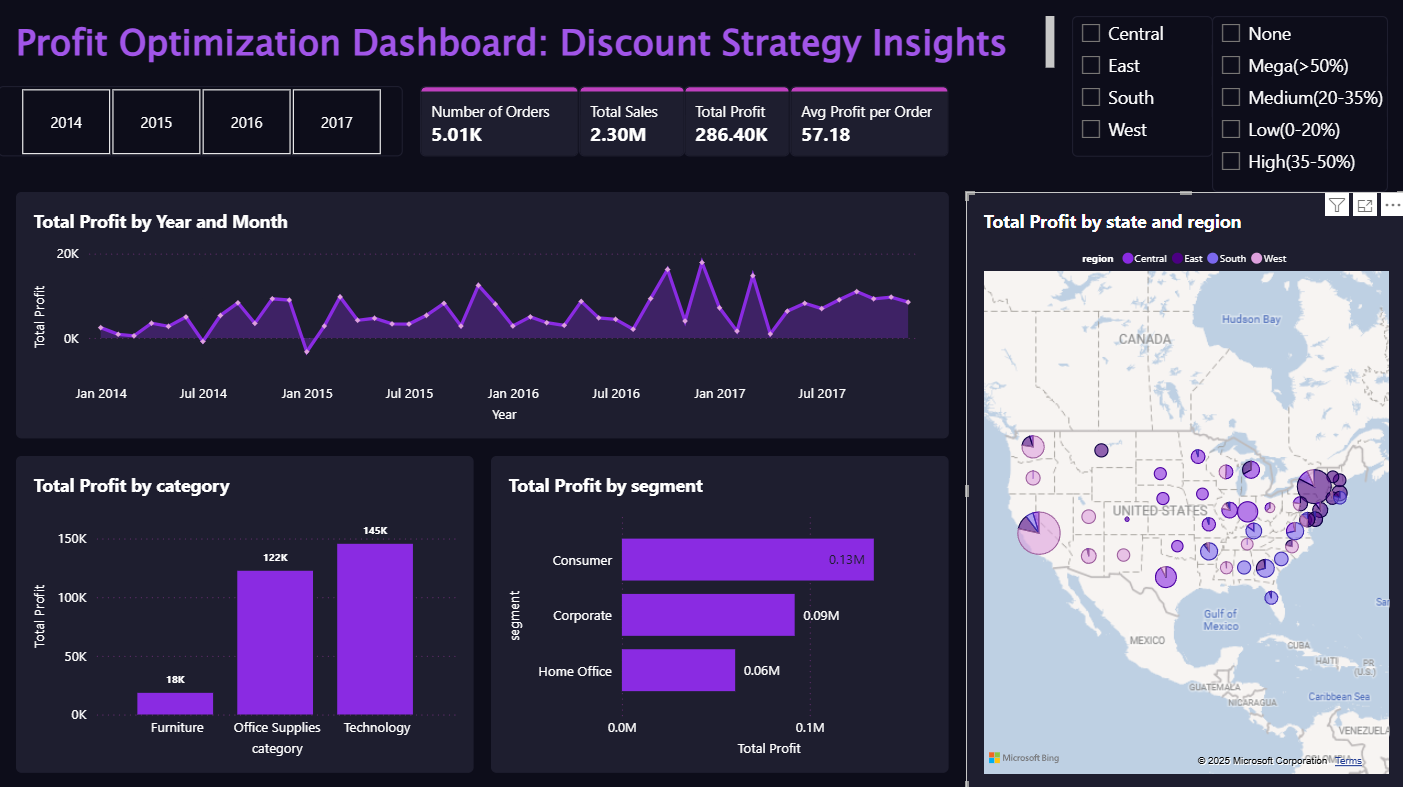 Profit Optimization Dashboard: Discount Strategy Insights
Central
East
South
West
None
Mega(>50%)
Medium(20-35%)
Low(0-20%)
High(35-50%)
2014
2015
2016
2017
Number of Orders
5.01K
Total Sales
2.30M
Total Profit
286.40K
Avg Profit per Order
57.18
Total Profit by Year and Month
20K
0K
Total Profit
Jan 2014
Jul 2014
Jan 2015
Jul 2015
Jan 2016
Jul 2016
Jan 2017
Jul 2017
Year
Total Profit by category
150K
100K
50K
0K
Total Profit
18K
122K
145K
Furniture
Office Supplies
Technology
category
Total Profit by segment
segment
Consumer
0.13M
Corporate
0.09M
Home Office
0.06M
0.0M
0.1M
Total Profit
Total Profit by state and region
region Central East South West
Hudson Bay
CANADA
UNITED STATES
Gulf of
Mexico
MEXICO
CUBA
HAITI
PR
(U.S.)
GUATEMALA
NICARAGUA
Caribbean Sea
VENEZUELA
COLOMBIA
Microsoft Bing
© 2025 Microsoft Corporation Terms